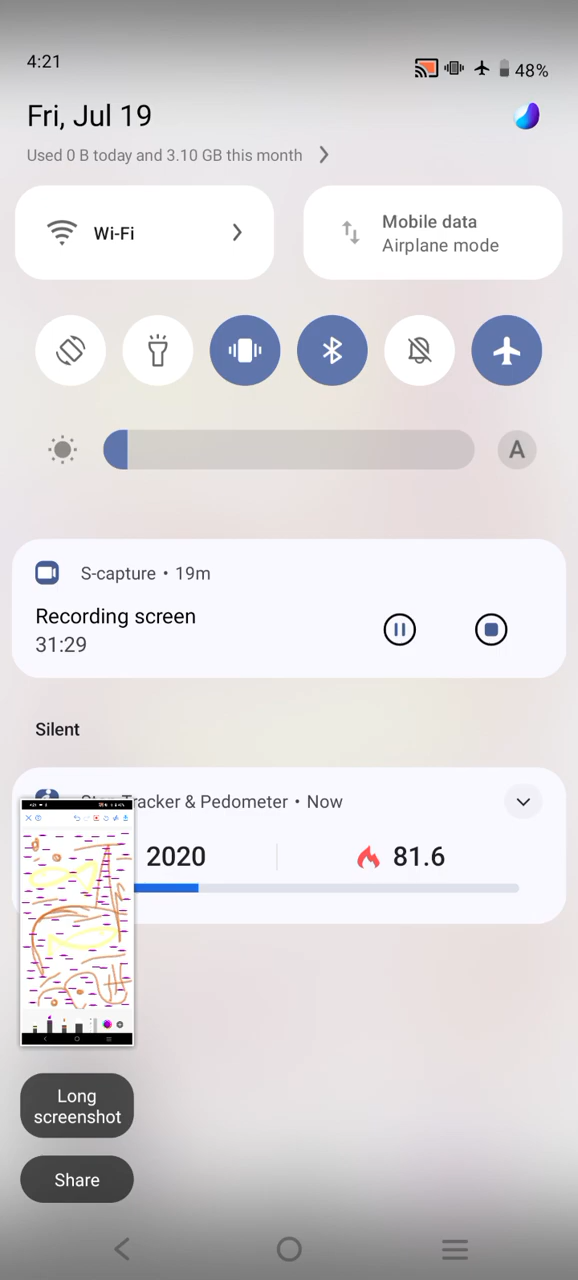 4:21
48%
Fri, Jul 19
Used 0 B today and 3.10 GB this month
Wi-Fi
Mobile data
Airplane mode
A
S-capture • 19m
Recording screen
31:29
Silent
Tracker & Pedometer • Now
2020
81.6
Long
screenshot
Share